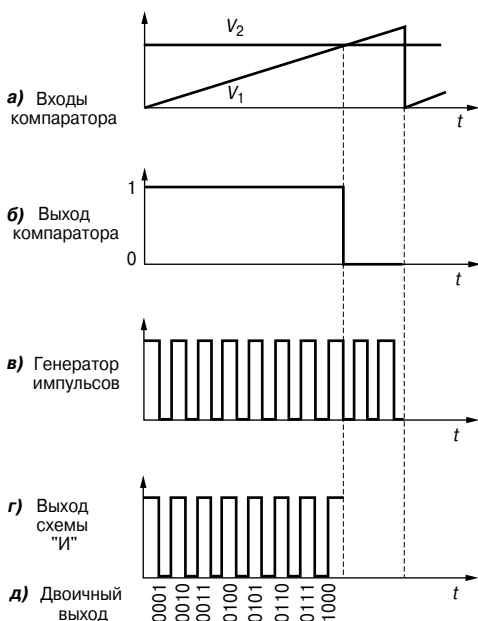 V₂
V₁
а) Входы
компаратора
t
1
б) Выход
компаратора
0
t
в) Генератор
импульсов
t
г) Выход
схемы
"И"
t
д) Двоичный
выход
0001
0010
0011
0100
0101
0110
0111
1000